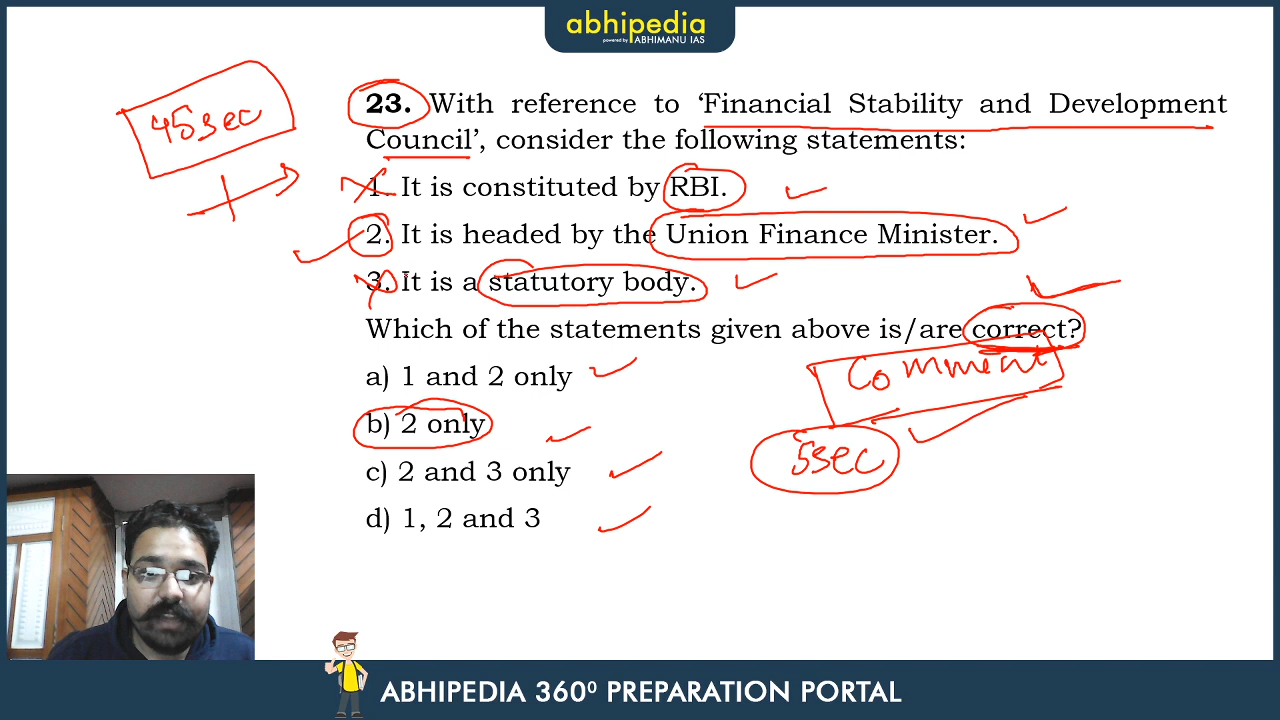 abhipedia
powered by ABHIMANU IAS
45sec
23. With reference to ‘Financial Stability and Development
Council’, consider the following statements:
1. It is constituted by RBI.
2. It is headed by the Union Finance Minister.
3. It is a statutory body.
Which of the statements given above is/are correct?
a) 1 and 2 only
Comment
b) 2 only
5sec
c) 2 and 3 only
d) 1, 2 and 3
ABHIPEDIA 360⁰ PREPARATION PORTAL